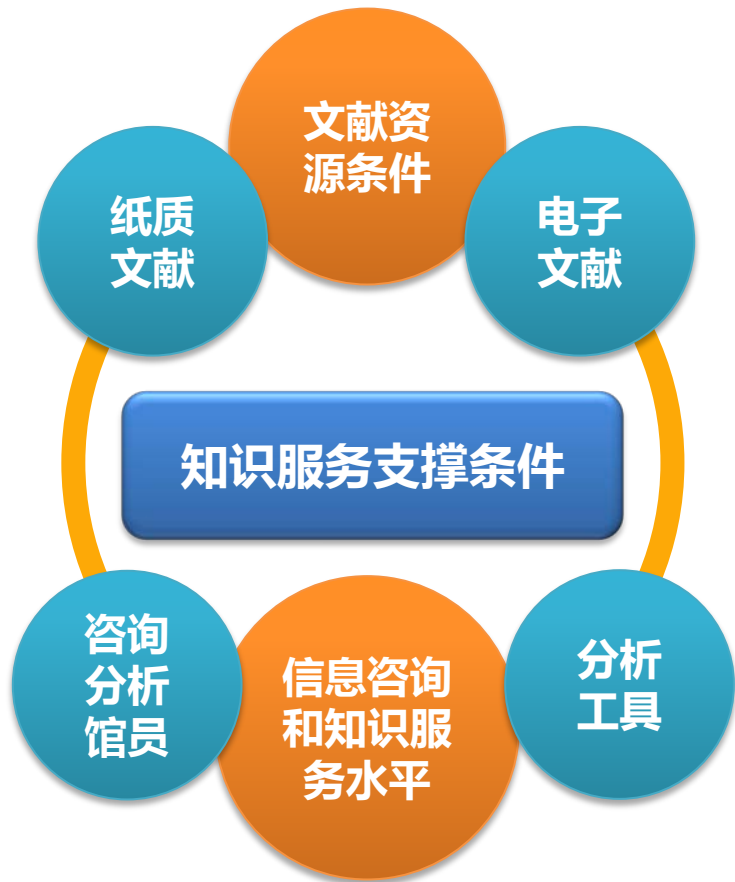 文献资
源条件
纸质
文献
电子
文献
知识服务支撑条件
咨询
分析
馆员
信息咨询
和知识服
务水平
分析
工具